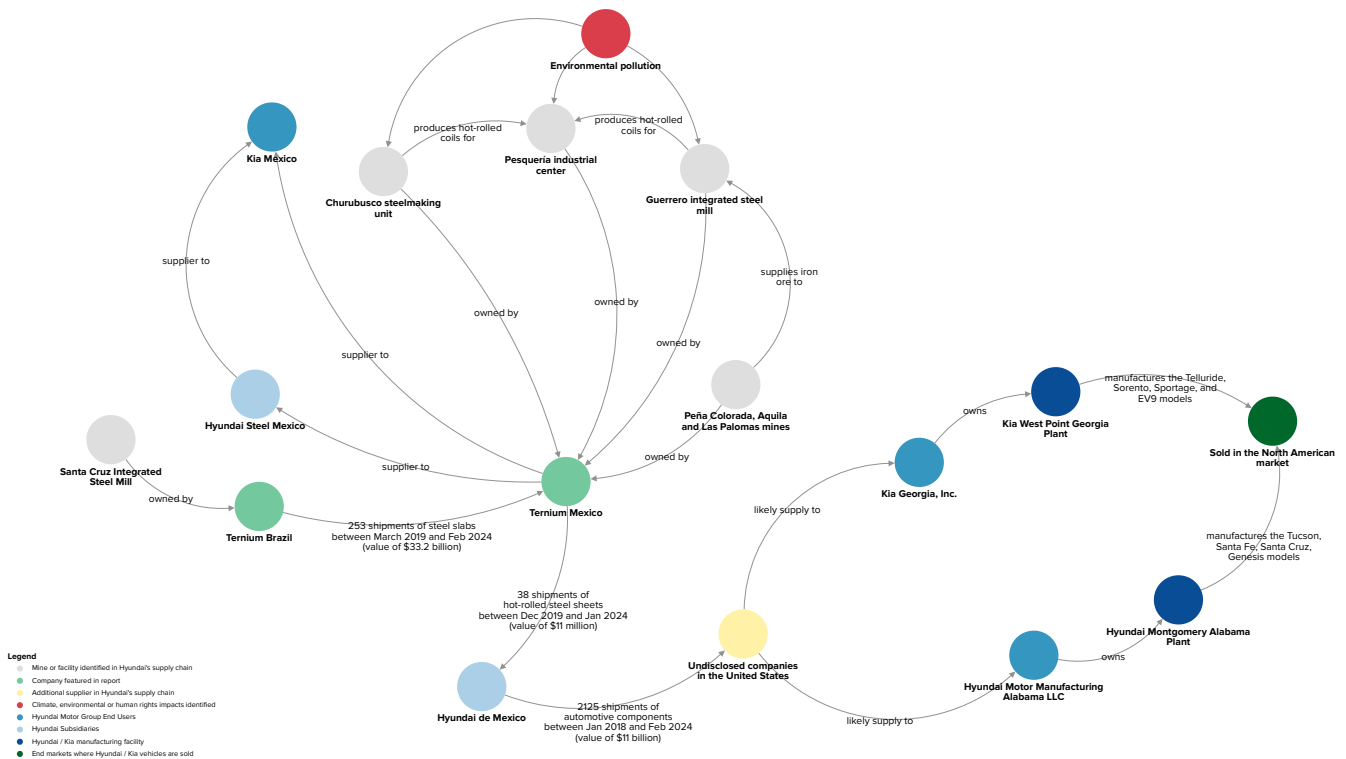 Environmental pollution
produces hot-rolled
coils for
produces hot-rolled
coils for
Kia Mexico
Pesquería industrial
center
Churubusco steelmaking
unit
Guerrero integrated steel
mill
supplier to
supplies iron
ore to
owned by
owned by
owned by
supplier to
Peña Colorada, Aquila
and Las Palomas mines
owned by
Hyundai Steel Mexico
supplier to
Santa Cruz Integrated
Steel Mill
owned by
Ternium Brazil
253 shipments of steel slabs
between March 2019 and Feb 2024
(value of $33.2 billion)
Ternium Mexico
manufactures the Telluride,
Sorento, Sportage, and
EV9 models
owns
Kia West Point Georgia
Plant
Sold in the North American
market
Kia Georgia, Inc.
likely supply to
manufactures the Tucson,
Santa Fe, Santa Cruz,
Genesis models
38 shipments of
hot-rolled steel sheets
between Dec 2019 and Jan 2024
(value of $11 million)
Hyundai Montgomery Alabama
Plant
owns
Undisclosed companies
in the United States
Hyundai Motor Manufacturing
Alabama LLC
likely supply to
Hyundai de Mexico
2125 shipments of
automotive components
between Jan 2018 and Feb 2024
(value of $11 billion)
Legend
Mine or facility identified in Hyundai's supply chain
Company featured in report
Additional supplier in Hyundai's supply chain
Climate, environmental or human rights impacts identified
Hyundai Motor Group End Users
Hyundai Subsidiaries
Hyundai / Kia manufacturing facility
End markets where Hyundai / Kia vehicles are sold